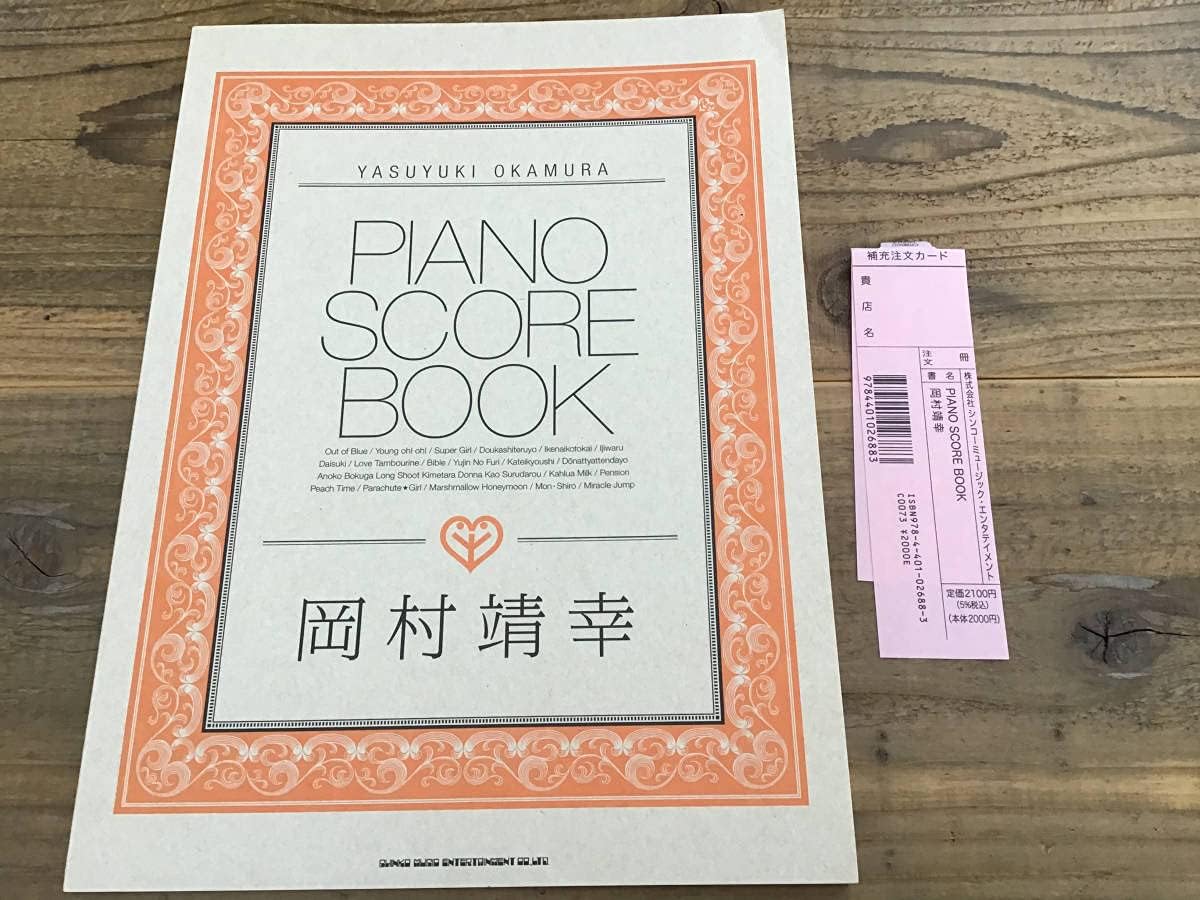 YASUYUKI OKAMURA
PIANO
SCORE
BOOK
Out of Blue / Young oh! oh! / Super Girl / Doukashiteruyo / Ikenaikotokai / Ijiwaru
Daisuki / Love Tambourine / Bible / Yujin No Furi / Kateikyoushi / Dōnattyattendayo
Anoko Bokuga Long Shoot Kimetara Donna Kao Surudarou / Kahlua Milk / Pension
Peach Time / Parachute★Girl / Marshmallow Honeymoon / Mon・Shiro / Miracle Jump
岡村靖幸
SHINKO MUSIC ENTERTAINMENT CO.,LTD.
補充注文カード
貴店名
注文
冊
書名
株式会社 シンコーミュージック・エンタテイメント
PIANO SCORE BOOK
岡村靖幸
9784401026883
ISBN978-4-401-02688-3
C0073 ¥2000E
定価2100円
(5%税込)
(本体2000円)